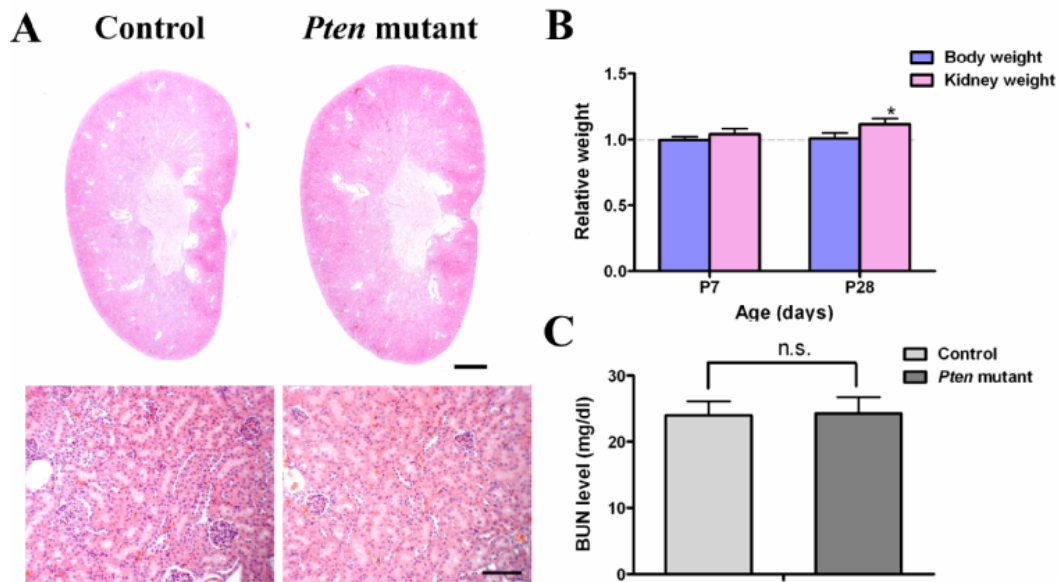 A
Control
Pten mutant
B
Body weight
Kidney weight
1.5
1.0
0.5
0.0
Relative weight
*
P7
P28
Age (days)
C
n.s.
Control
Pten mutant
30
20
10
0
BUN level (mg/dl)